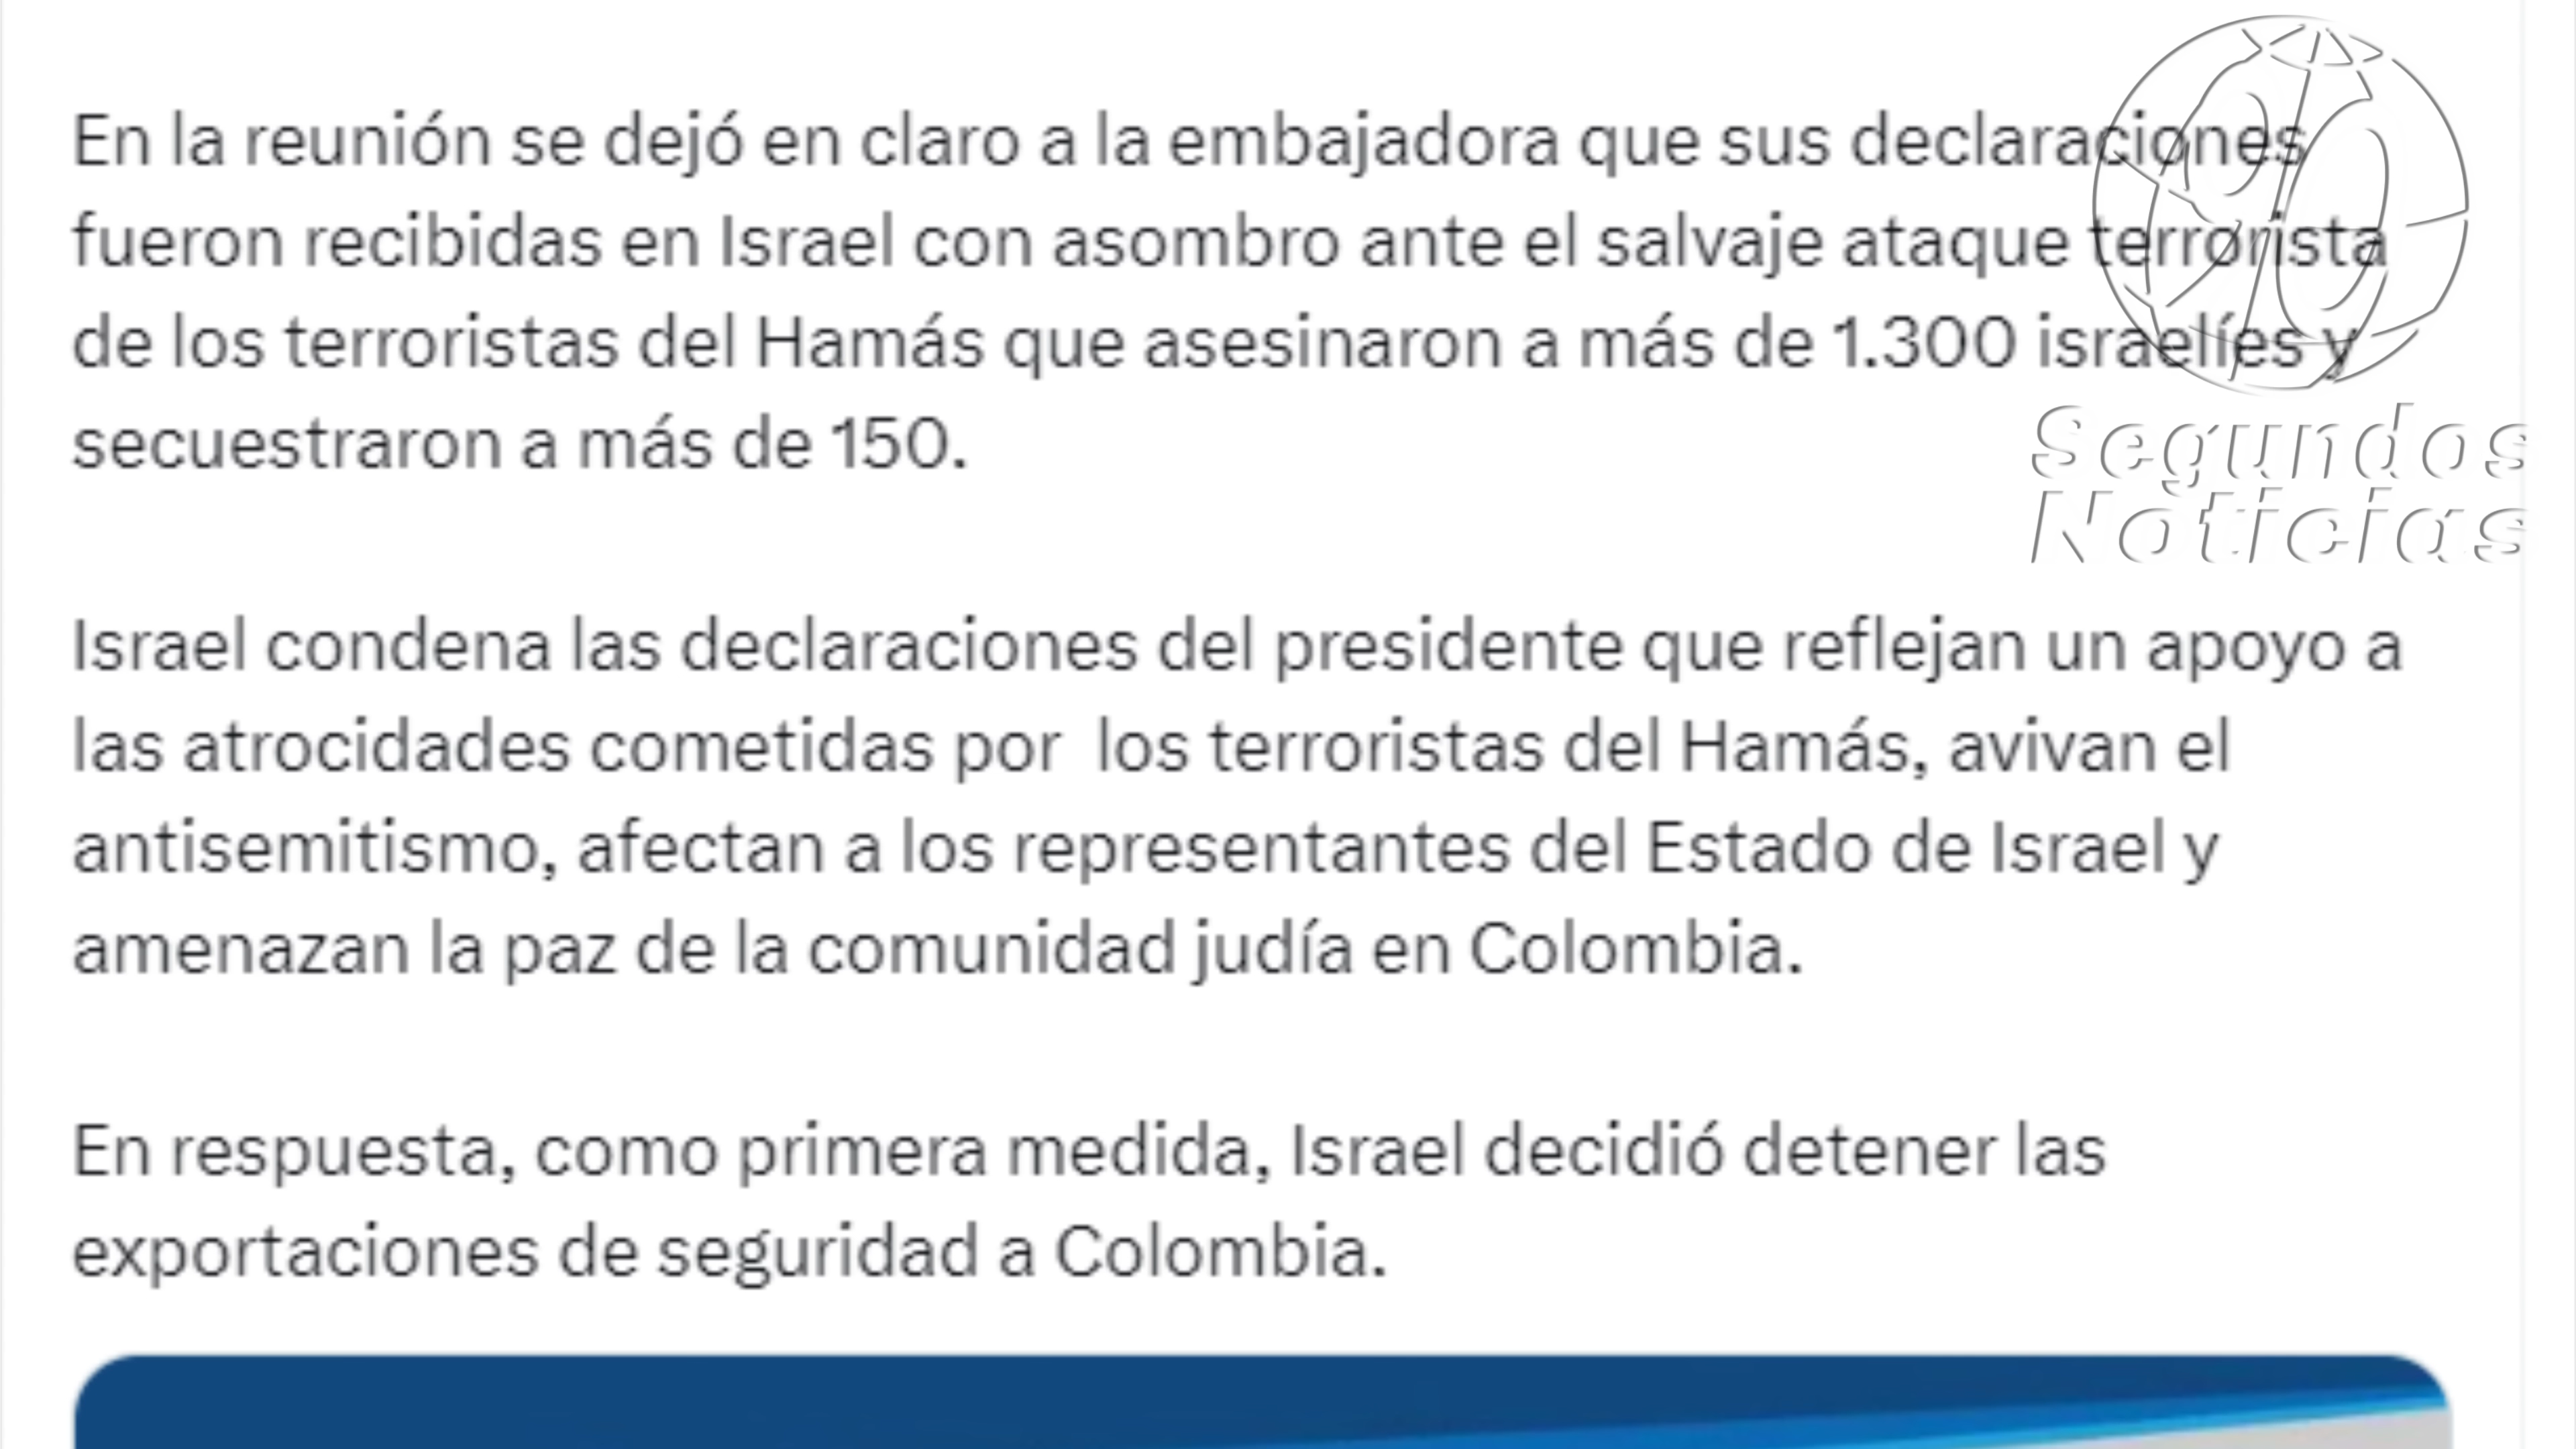 En la reunión se dejó en claro a la embajadora que sus declaraciones
fueron recibidas en Israel con asombro ante el salvaje ataque terrorista
de los terroristas del Hamás que asesinaron a más de 1.300 israelíes y
secuestraron a más de 150.
90
Segundos
Noticias
Israel condena las declaraciones del presidente que reflejan un apoyo a
las atrocidades cometidas por  los terroristas del Hamás, avivan el
antisemitismo, afectan a los representantes del Estado de Israel y
amenazan la paz de la comunidad judía en Colombia.
En respuesta, como primera medida, Israel decidió detener las
exportaciones de seguridad a Colombia.